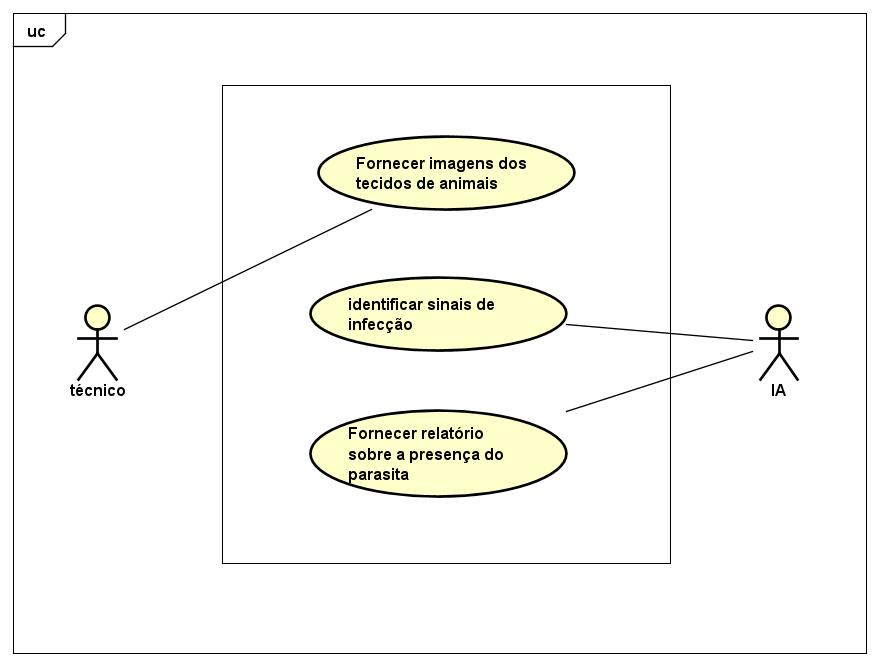 uc
Fornecer imagens dos
tecidos de animais
identificar sinais de
infecção
técnico
IA
Fornecer relatório
sobre a presença do
parasita